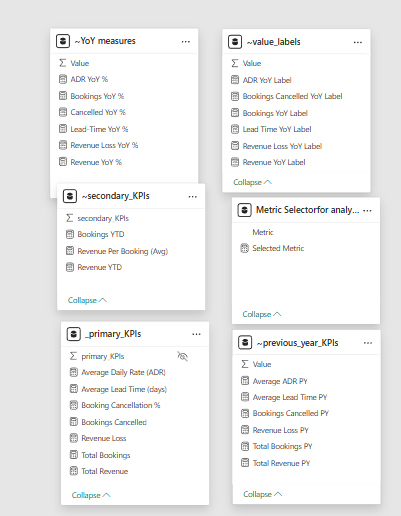 ~YoY measures
Value
ADR YoY %
Bookings YoY %
Cancelled YoY %
Lead-Time YoY %
Revenue Loss YoY %
Revenue YoY %
~value_labels
Value
ADR YoY Label
Bookings Cancelled YoY Label
Bookings YoY Label
Lead Time YoY Label
Revenue Loss YoY Label
Revenue YoY Label
Collapse
~secondary_KPIs
secondary_KPIs
Bookings YTD
Revenue Per Booking (Avg)
Revenue YTD
Collapse
Metric Selectorfor analy...
Metric
Selected Metric
Collapse
_primary_KPIs
primary_KPIs
Average Daily Rate (ADR)
Average Lead Time (days)
Booking Cancellation %
Bookings Cancelled
Revenue Loss
Total Bookings
Total Revenue
Collapse
~previous_year_KPIs
Value
Average ADR PY
Average Lead Time PY
Bookings Cancelled PY
Revenue Loss PY
Total Bookings PY
Total Revenue PY
Collapse